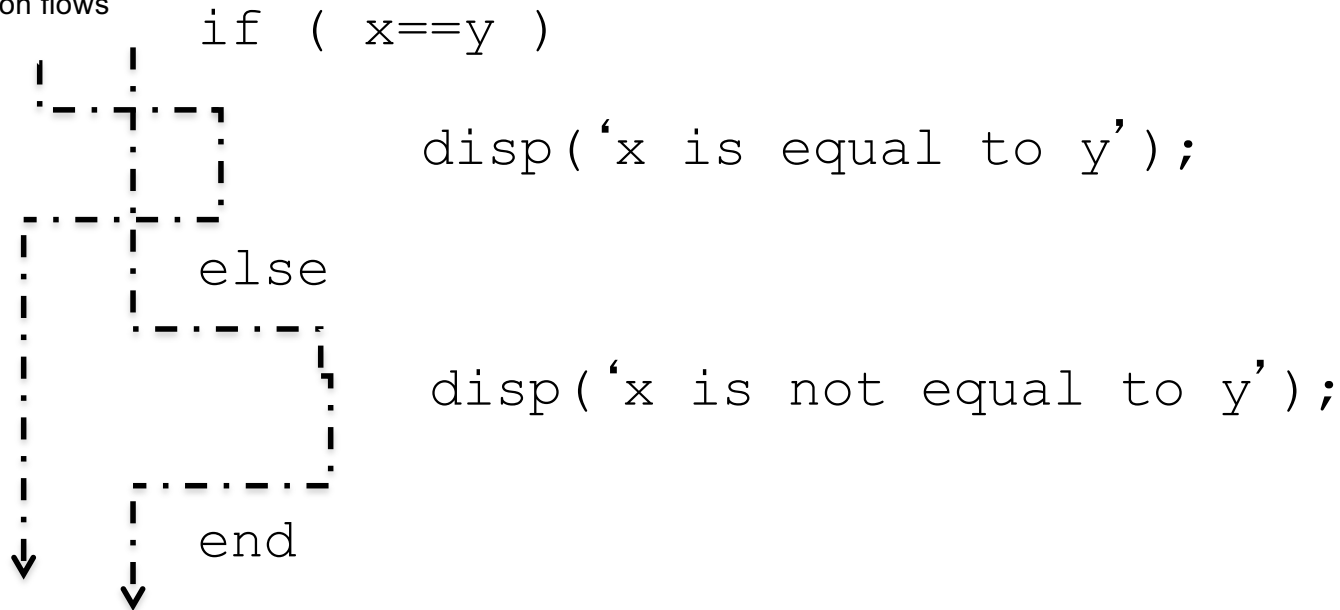 on flows
if ( x==y )
disp(‘x is equal to y’);
else
disp(‘x is not equal to y’);
end